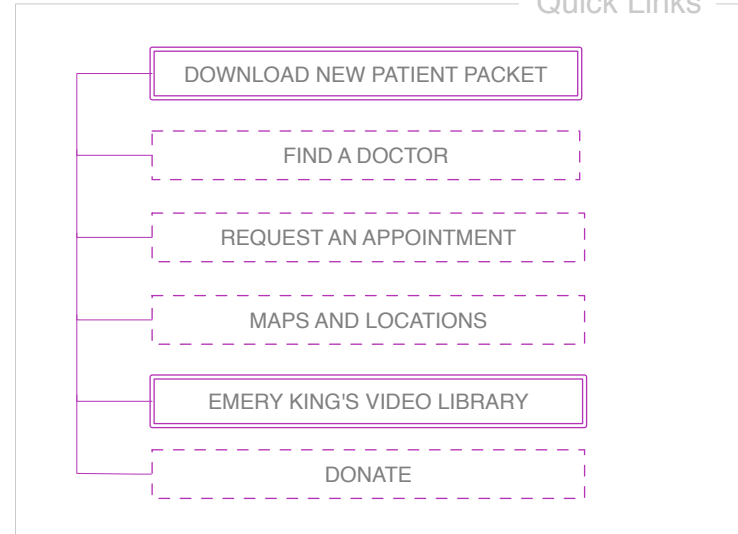 Quick Links
DOWNLOAD NEW PATIENT PACKET
FIND A DOCTOR
REQUEST AN APPOINTMENT
MAPS AND LOCATIONS
EMERY KING'S VIDEO LIBRARY
DONATE